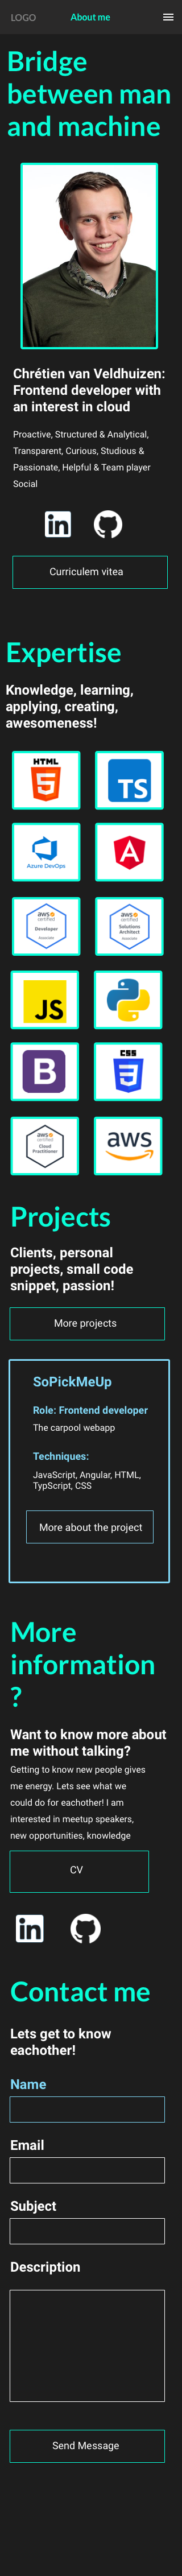 LOGO About me
Bridge
between man
and machine
Chrétien van Veldhuizen:
Frontend developer with
an interest in cloud
Proactive, Structured & Analytical,
Transparent, Curious, Studious &
Passionate, Helpful & Team player
Social
Curriculem vitea
Expertise
Knowledge, learning,
applying, creating,
awesomeness!
HTML
5
TS
Azure DevOps
A
aws
certified
Developer
Associate
aws
certified
Solutions
Architect
Associate
JS
B
CSS
3
aws
certified
Cloud
Practitioner
aws
Projects
Clients, personal
projects, small code
snippet, passion!
More projects
SoPickMeUp
Role: Frontend developer
The carpool webapp
Techniques:
JavaScript, Angular, HTML,
TypScript, CSS
More about the project
More
information
?
Want to know more about
me without talking?
Getting to know new people gives
me energy. Lets see what we
could do for eachother! I am
interested in meetup speakers,
new opportunities, knowledge
CV
in
Contact me
Lets get to know
eachother!
Name
Email
Subject
Description
Send Message